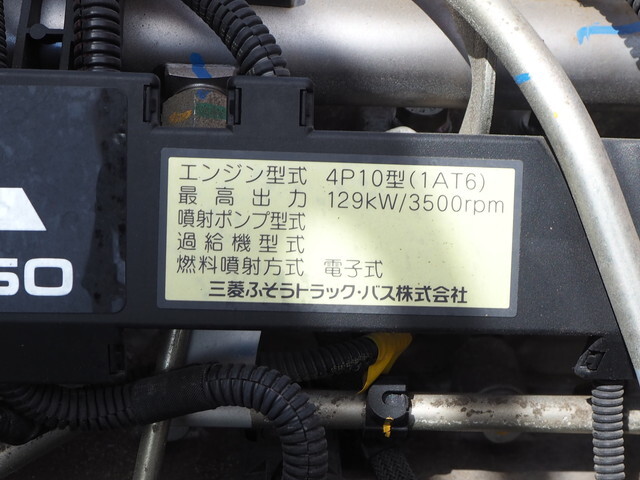 エンジン型式 4P10型(1AT6)
最高出力 129kW/3500rpm
噴射ポンプ型式
過給機型式
燃料噴射方式 電子式
三菱ふそうトラック・バス株式会社
50